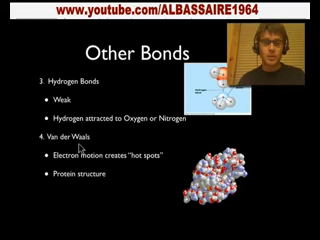 www.youtube.com/ALBASSAIRE1964
Other Bonds
3. Hydrogen Bonds
• Weak
• Hydrogen attracted to Oxygen or Nitrogen
4. Van der Waals
• Electron motion creates "hot spots"
• Protein structure